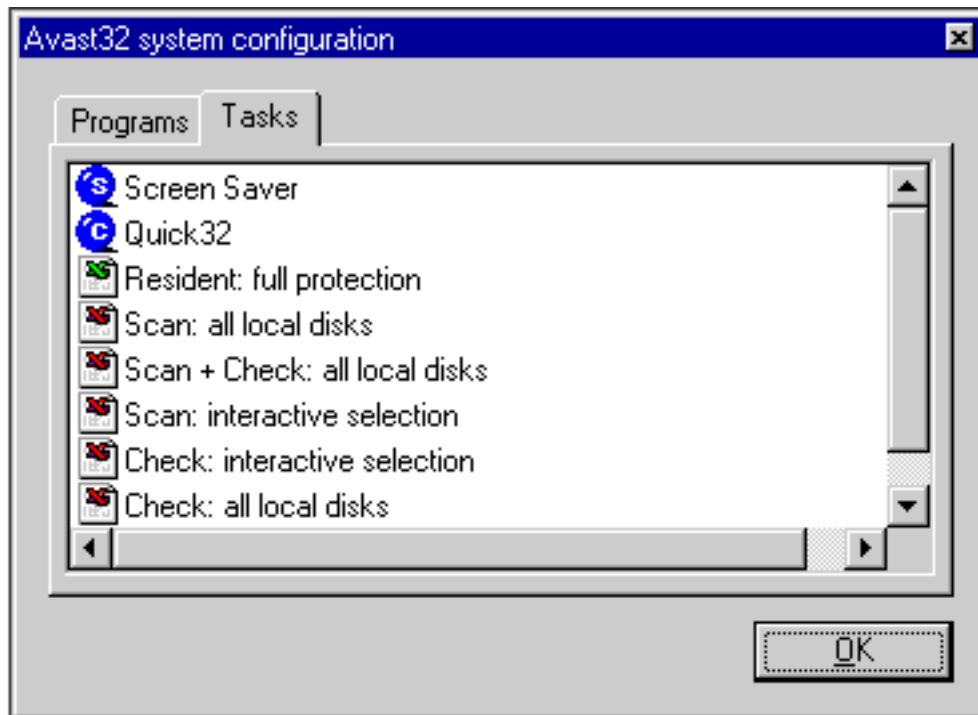 Avast32 system configuration
Programs Tasks
S Screen Saver
C Quick32
Resident: full protection
Scan: all local disks
Scan + Check: all local disks
Scan: interactive selection
Check: interactive selection
Check: all local disks
OK